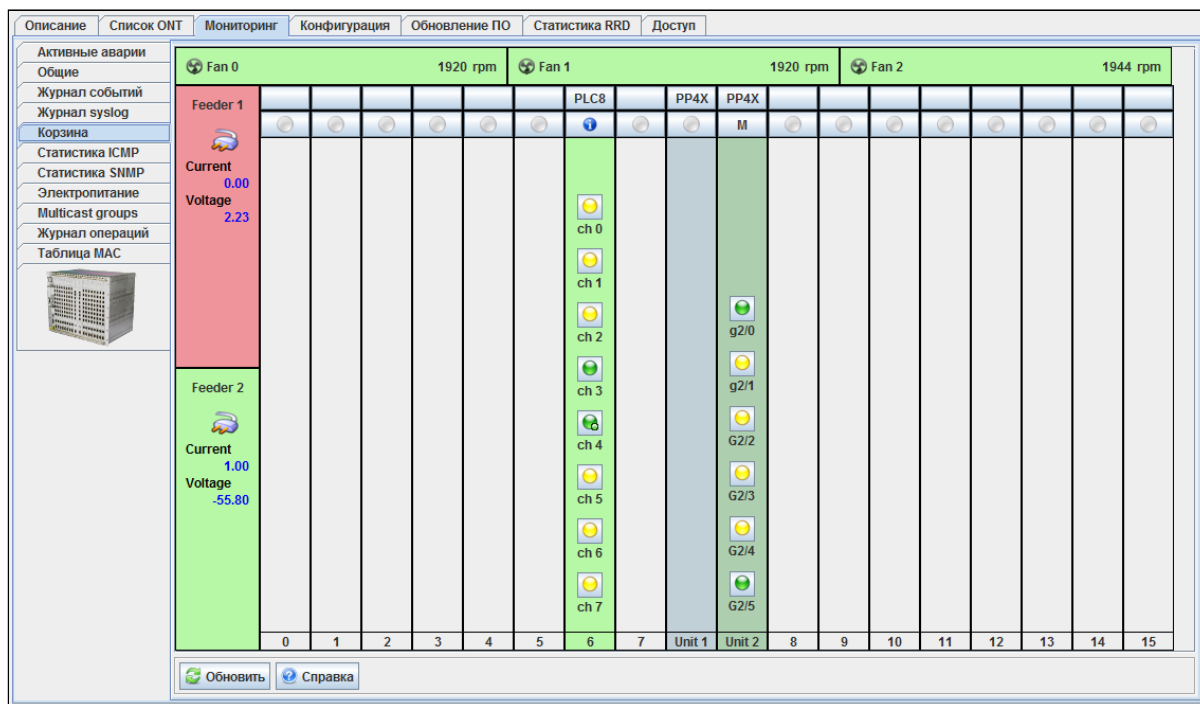 Описание Список ONT Мониторинг Конфигурация Обновление ПО Статистика RRD Доступ
Активные аварии
Общие
Журнал событий
Журнал syslog
Корзина
Статистика ICMP
Статистика SNMP
Электропитание
Multicast groups
Журнал операций
Таблица MAC
Fan 0 1920 rpm Fan 1 1920 rpm Fan 2 1944 rpm
Feeder 1
Current
0.00
Voltage
2.23
Feeder 2
Current
1.00
Voltage
-55.80
PLC8 PP4X PP4X
M
ch 0
ch 1
ch 2
ch 3
ch 4
ch 5
ch 6
ch 7
g2/0
g2/1
G2/2
G2/3
G2/4
G2/5
0 1 2 3 4 5 6 7 Unit 1 Unit 2 8 9 10 11 12 13 14 15
Обновить Справка